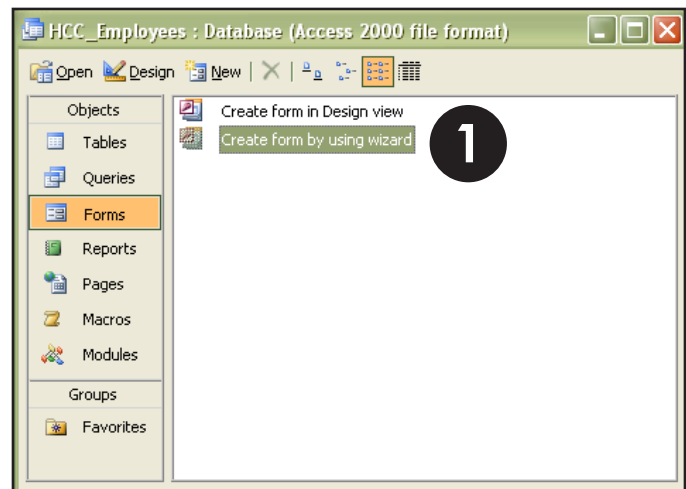 HCC_Employees : Database (Access 2000 file format)
Open Design New
Objects
Tables
Queries
Forms
Reports
Pages
Macros
Modules
Groups
Favorites
Create form in Design view
Create form by using wizard
1